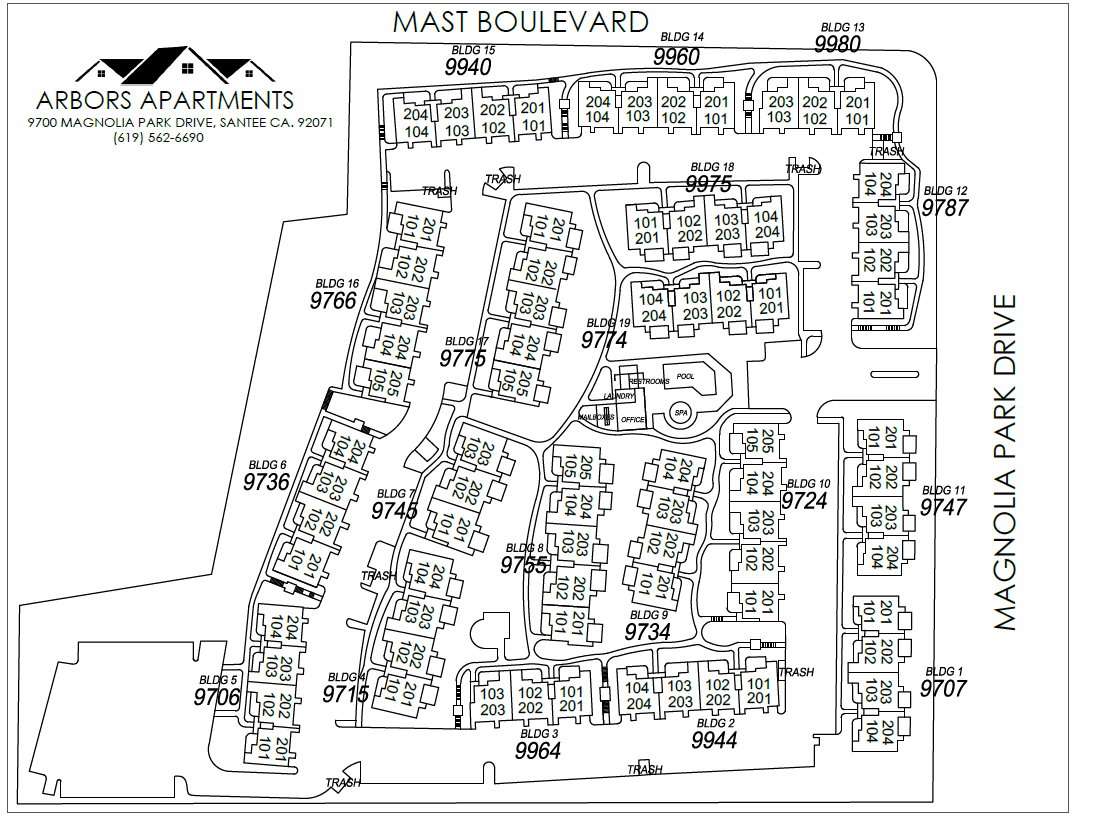 MAST BOULEVARD
ARBORS APARTMENTS
9700 MAGNOLIA PARK DRIVE, SANTEE CA. 92071
(619) 562-6690
BLDG 15
9940
204 203 202 201
104 103 102 101
BLDG 14
9960
204 203 202 201
104 103 102 101
BLDG 13
9980
203 202 201
103 102 101
TRASH
TRASH
TRASH
TRASH
BLDG 12
9787
204
104
203
103
202
102
201
101
BLDG 18
9975
101 102 103 104
201 202 203 204
BLDG 16
9766
201
101
202
102
203
103
204
104
205
105
BLDG 17
9775
201
101
202
102
203
103
204
104
205
105
BLDG 19
9774
104 103 102 101
204 203 202 201
RESTROOMS
POOL
LAUNDRY
MAILBOXES
OFFICE
SPA
MAGNOLIA PARK DRIVE
BLDG 6
9736
204
104
203
103
202
102
201
101
BLDG 7
9745
203
103
202
102
201
101
BLDG 8
9755
205
105
204
104
203
103
202
102
201
101
BLDG 9
9734
204
104
203
103
202
102
201
101
BLDG 10
9724
205
105
204
104
203
103
202
102
201
101
BLDG 11
9747
201
101
202
102
203
103
204
104
TRASH
BLDG 5
9706
204
104
203
103
202
102
201
101
BLDG 4
9715
204
104
203
103
202
102
201
101
BLDG 3
9964
103 102 101
203 202 201
BLDG 2
9944
104 103 102 101
204 203 202 201
TRASH
BLDG 1
9707
201
101
202
102
203
103
204
104
TRASH
TRASH